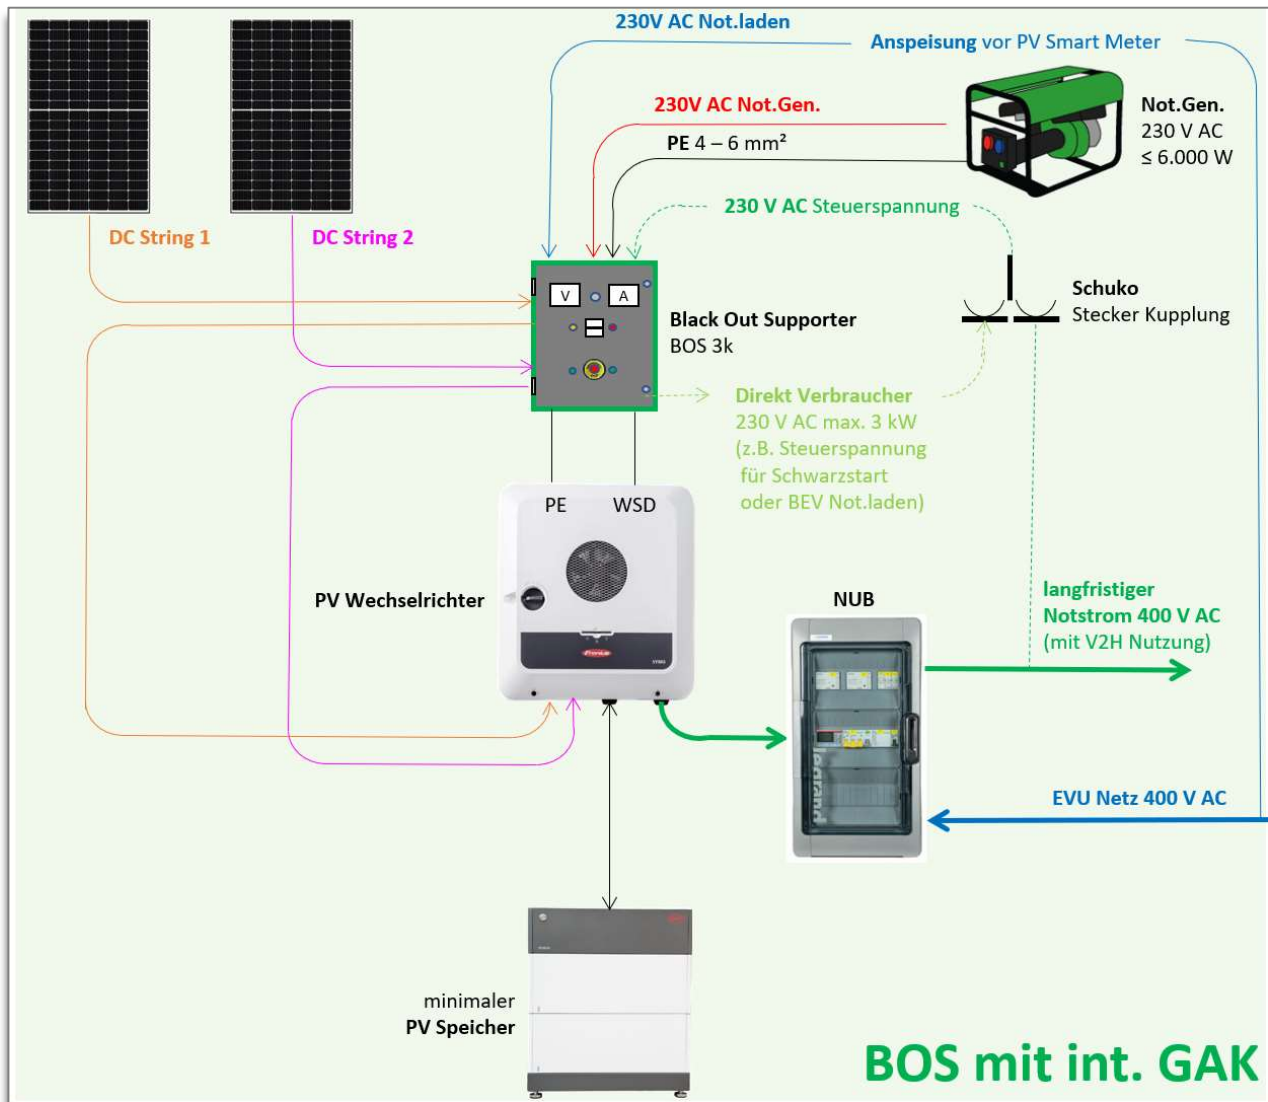 230V AC Not.laden
Anspeisung vor PV Smart Meter
230V AC Not.Gen.
PE 4 – 6 mm²
Not.Gen.
230 V AC
≤ 6.000 W
230 V AC Steuerspannung
DC String 1
DC String 2
V
A
Schuko
Stecker Kupplung
Black Out Supporter
BOS 3k
Direkt Verbraucher
230 V AC max. 3 kW
(z.B. Steuerspannung
für Schwarzstart
oder BEV Not.laden)
PE
WSD
PV Wechselrichter
Fronius
NUB
langfristiger
Notstrom 400 V AC
(mit V2H Nutzung)
legrand
EVU Netz 400 V AC
minimaler
PV Speicher
BOS mit int. GAK